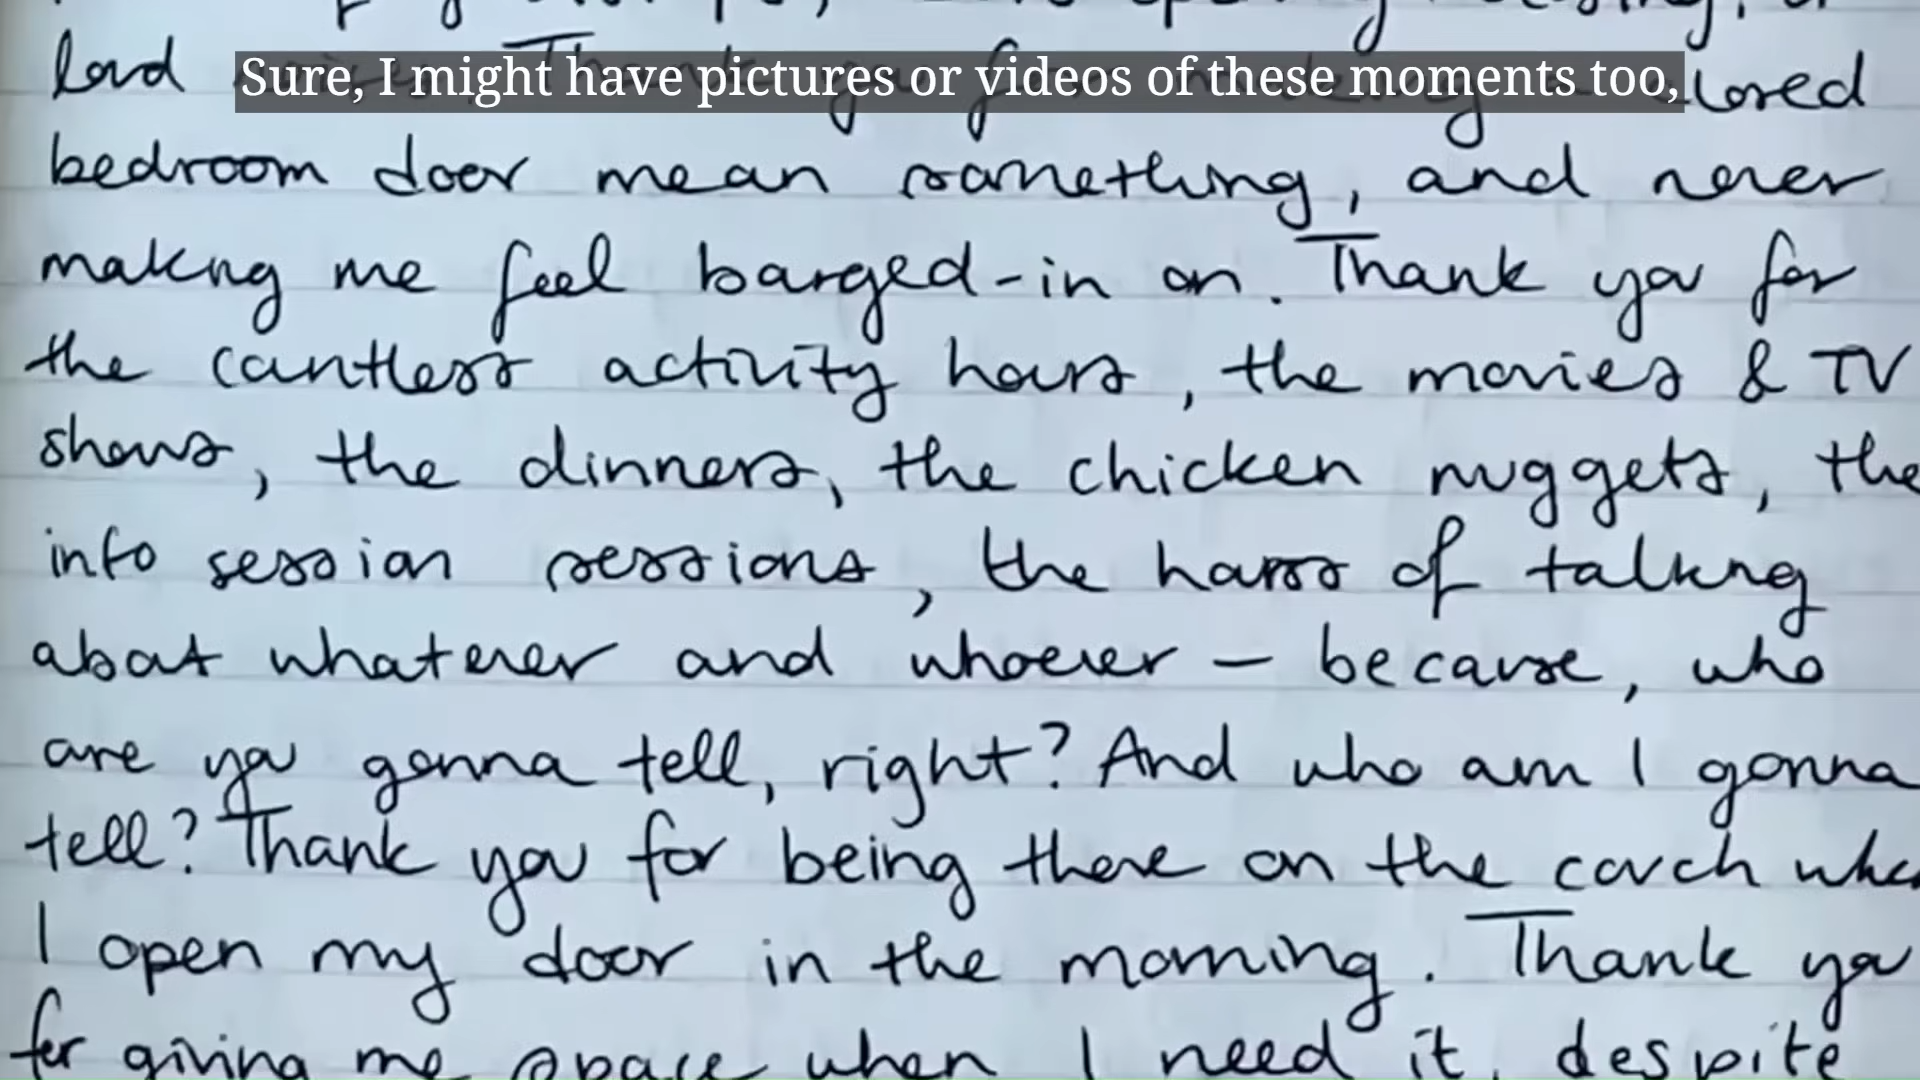 Sure, I might have pictures or videos of these moments too,
loud closed
bedroom door mean something, and never
making me feel barged-in on. Thank you for
the countless activity hours, the movies & TV
shows, the dinners, the chicken nuggets, the
info session sessions, the hours of talking
about whatever and whoever — because, who
are you gonna tell, right? And who am I gonna
tell? Thank you for being there on the couch when
I open my door in the morning. Thank you
for giving me space when I need it, despite